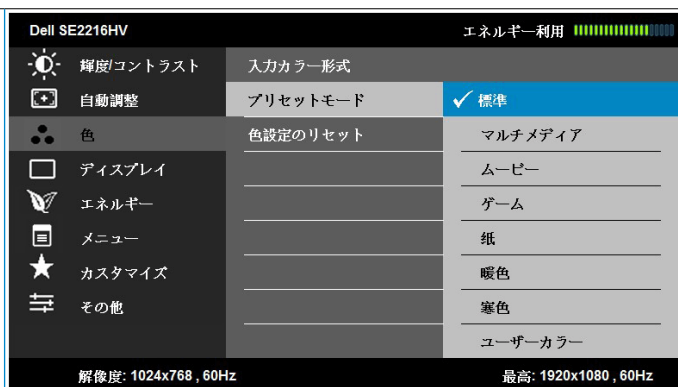 Dell SE2216HV エネルギー利用
輝度/コントラスト 入力カラー形式
自動調整 プリセットモード 標準
色 色設定のリセット マルチメディア
ディスプレイ ムービー
エネルギー ゲーム
メニュー 纸
カスタマイズ 暖色
その他 寒色
ユーザーカラー
解像度: 1024x768 , 60Hz 最高: 1920x1080 , 60Hz